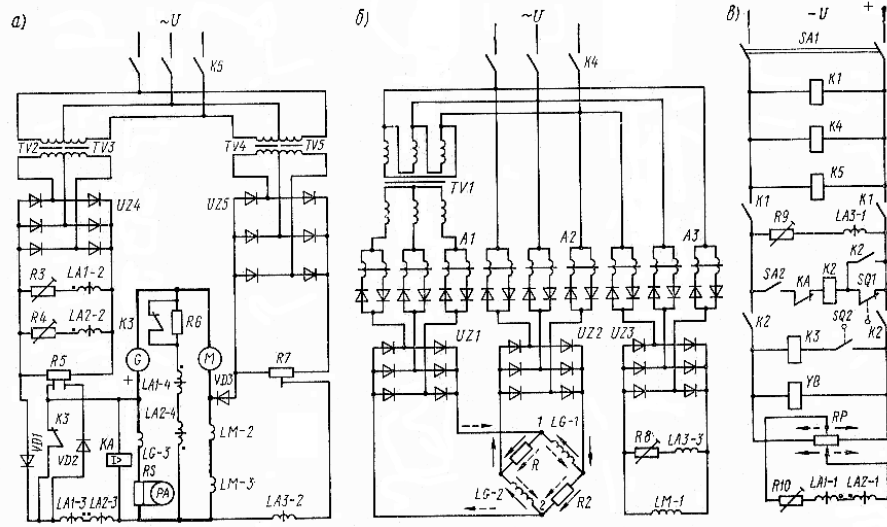 а) ~U
K5
TV2 TV3 TV4 TV5
UZ4 UZ5
R3 LA1-2
R4 LA2-2
K3 R6
G M
+
R5 VD3 R7
LA1-4
K3 LA2-4
VD1 VD2 KA I> LG-3 LM-2
RS PA LM-3
LA1-3 LA2-3 LA3-2
б) ~U
K4
TV1
A1 A2 A3
UZ1 UZ2 UZ3
1 LG-1
R R8 LA3-3
LG-2 2 R2
LM-1
в) -U +
SA1
K1
K4
K5
K1 K1
R9 LA3-1
K2
SA2 KA K2 SQ1
SQ2
K2 K3 K2
YB
RP
R10 LA1-1 LA2-1